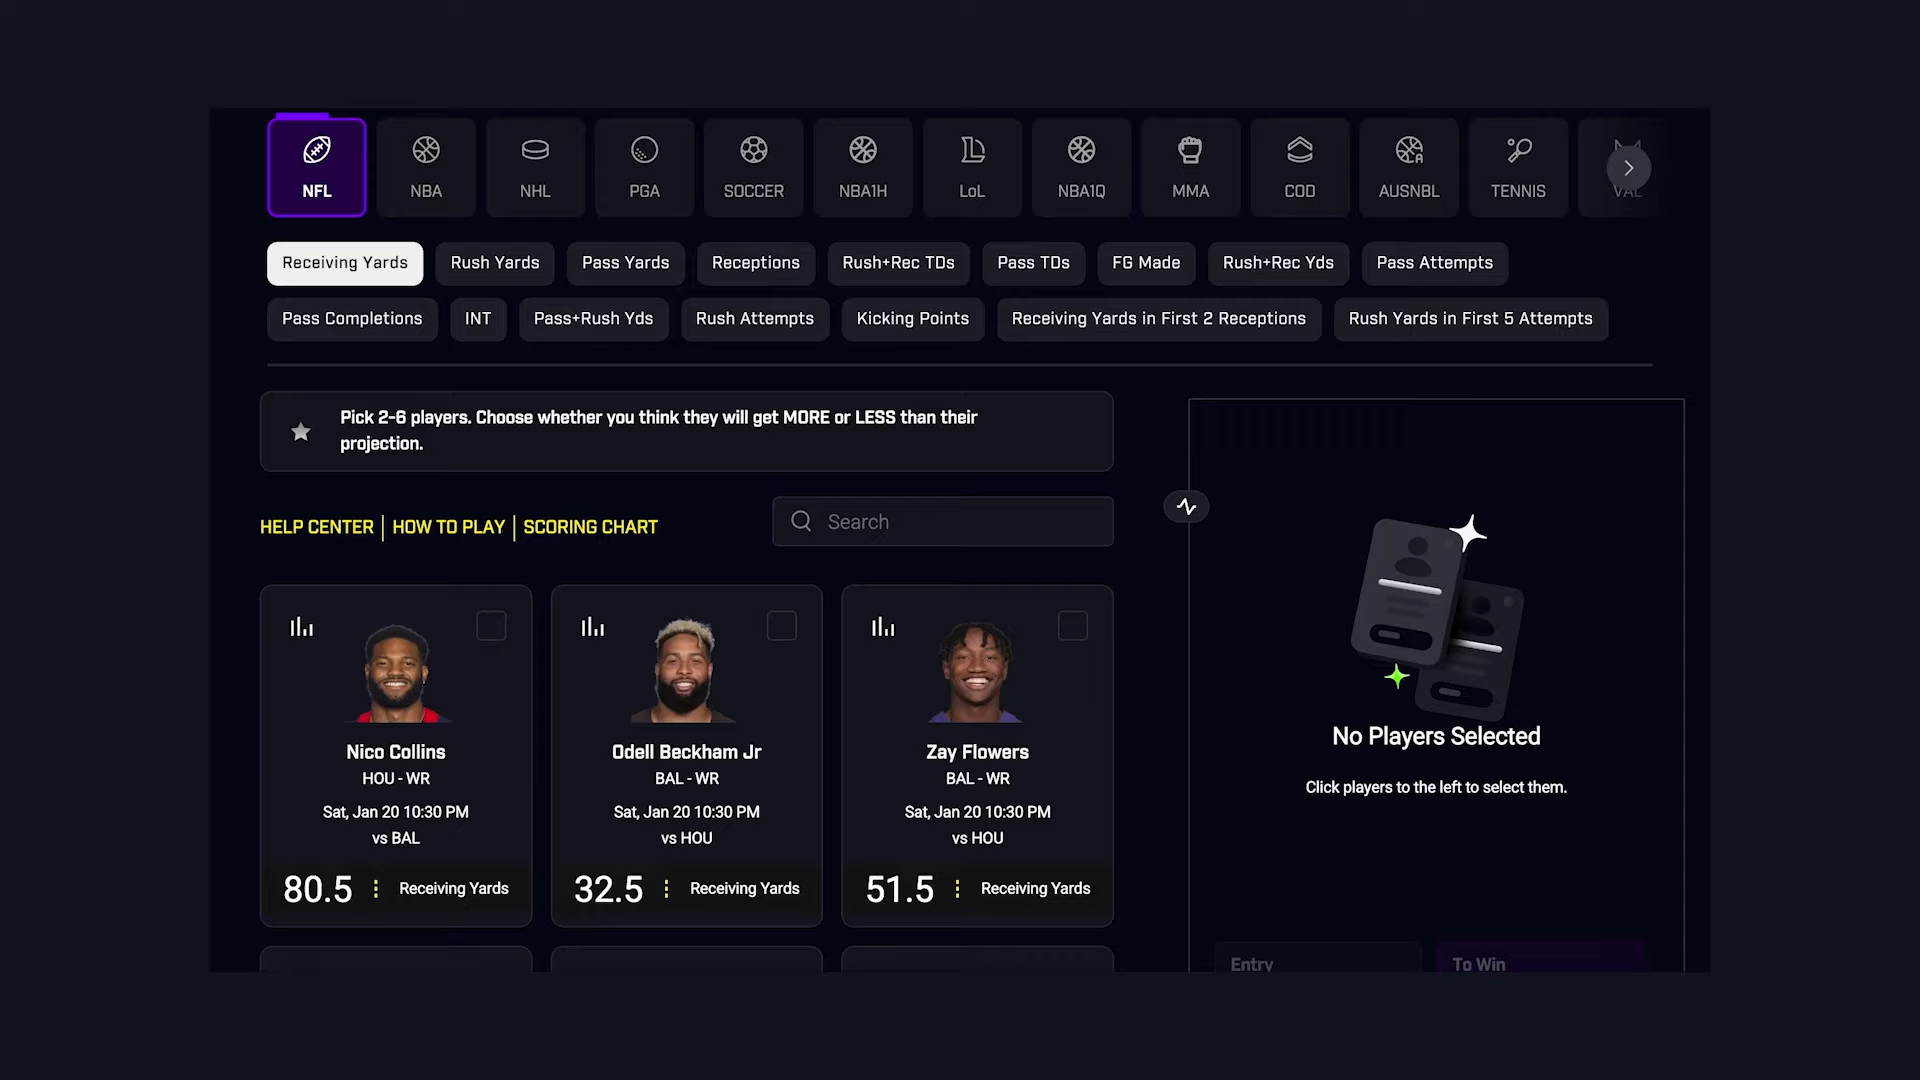 NFL NBA NHL PGA SOCCER NBA1H LoL NBA1Q MMA COD AUSNBL TENNIS VAL
Receiving Yards Rush Yards Pass Yards Receptions Rush+Rec TDs Pass TDs FG Made Rush+Rec Yds Pass Attempts
Pass Completions INT Pass+Rush Yds Rush Attempts Kicking Points Receiving Yards in First 2 Receptions Rush Yards in First 5 Attempts
Pick 2-6 players. Choose whether you think they will get MORE or LESS than their
projection.
HELP CENTER HOW TO PLAY SCORING CHART
Search
Nico Collins
HOU - WR
Sat, Jan 20 10:30 PM
vs BAL
80.5 Receiving Yards
Odell Beckham Jr
BAL - WR
Sat, Jan 20 10:30 PM
vs HOU
32.5 Receiving Yards
Zay Flowers
BAL - WR
Sat, Jan 20 10:30 PM
vs HOU
51.5 Receiving Yards
No Players Selected
Click players to the left to select them.
Entry To Win